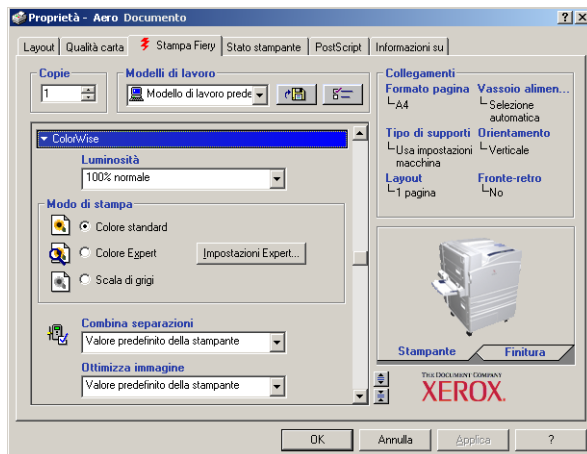 Proprietà - Aero Documento
Layout Qualità carta Stampa Fiery Stato stampante PostScript Informazioni su
Copie
1
Modelli di lavoro
Modello di lavoro prede
ColorWise
Luminosità
100% normale
Modo di stampa
Colore standard
Colore Expert
Impostazioni Expert...
Scala di grigi
Combina separazioni
Valore predefinito della stampante
Ottimizza immagine
Valore predefinito della stampante
Collegamenti
Formato pagina Vassoio alimen...
A4 Selezione
automatica
Tipo di supporti Orientamento
Usa impostazioni Verticale
macchina
Layout Fronte-retro
1 pagina No
Stampante Finitura
THE DOCUMENT COMPANY
XEROX.
OK Annulla Applica ?